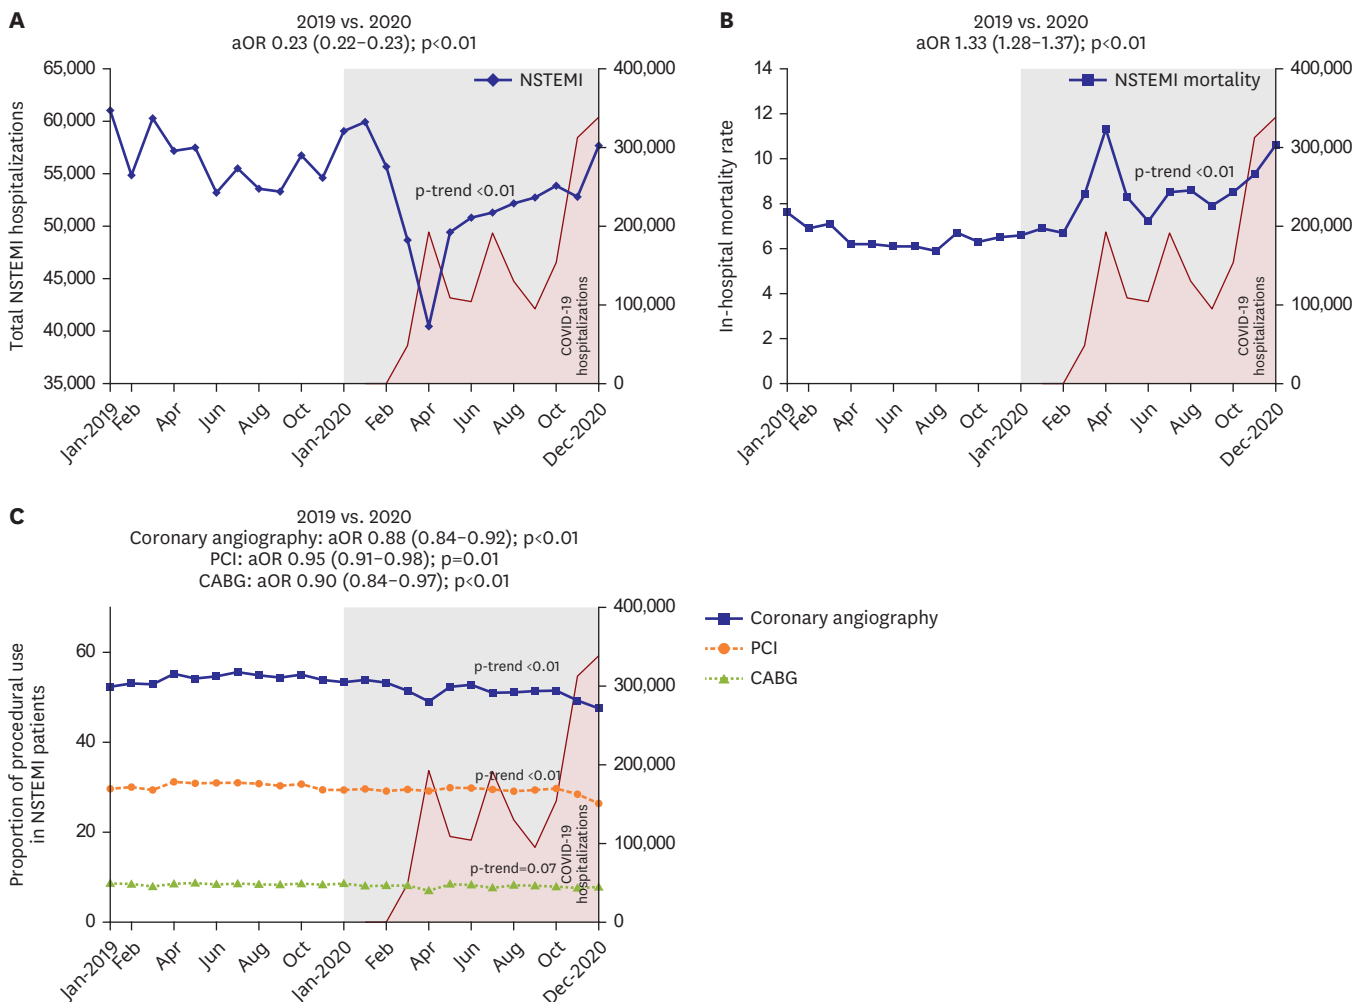 A
2019 vs. 2020
aOR 0.23 (0.22–0.23); p<0.01
NSTEMI
Total NSTEMI hospitalizations
65,000
60,000
55,000
50,000
45,000
40,000
35,000
400,000
300,000
200,000
100,000
0
p-trend <0.01
COVID-19
hospitalizations
Jan-2019
Feb
Apr
Jun
Aug
Oct
Jan-2020
Feb
Apr
Jun
Aug
Oct
Dec-2020
B
2019 vs. 2020
aOR 1.33 (1.28–1.37); p<0.01
NSTEMI mortality
In-hospital mortality rate
14
12
10
8
6
4
2
0
400,000
300,000
200,000
100,000
0
p-trend <0.01
COVID-19
hospitalizations
Jan-2019
Feb
Apr
Jun
Aug
Oct
Jan-2020
Feb
Apr
Jun
Aug
Oct
Dec-2020
C
2019 vs. 2020
Coronary angiography: aOR 0.88 (0.84–0.92); p<0.01
PCI: aOR 0.95 (0.91–0.98); p=0.01
CABG: aOR 0.90 (0.84–0.97); p<0.01
Proportion of procedural use
in NSTEMI patients
60
40
20
0
400,000
300,000
200,000
100,000
0
p-trend <0.01
p-trend <0.01
p-trend=0.07
COVID-19
hospitalizations
Jan-2019
Feb
Apr
Jun
Aug
Oct
Jan-2020
Feb
Apr
Jun
Aug
Oct
Dec-2020
Coronary angiography
PCI
CABG